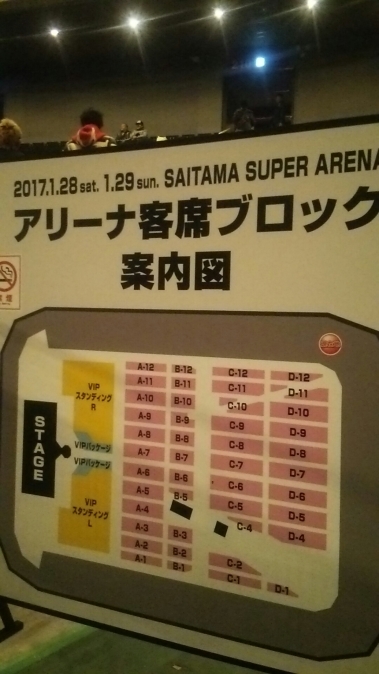 2017.1.28 sat. 1.29 sun. SAITAMA SUPER ARENA
アリーナ客席ブロック
案内図
STAGE
VIP
スタンディング
R
VIPパッケージ
VIPパッケージ
VIP
スタンディング
L
A-12 B-12 C-12 D-12
A-11 B-11 C-11 D-11
A-10 B-10 C-10 D-10
A-9 B-9 C-9 D-9
A-8 B-8 C-8 D-8
A-7 B-7 C-7 D-7
A-6 B-6 C-6 D-6
A-5 B-5 C-5 D-5
A-4 C-4 D-4
A-3 B-3
A-2 B-2 C-2
A-1 B-1 C-1 D-1